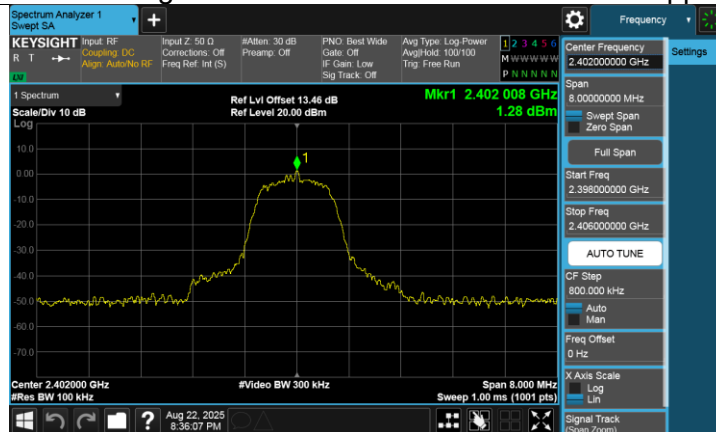 Spectrum Analyzer 1
Swept SA
+
Frequency
KEYSIGHT
R T
LXI
Input: RF
Coupling: DC
Align: Auto/No RF
Input Z: 50 Ω
Corrections: Off
Freq Ref: Int (S)
#Atten: 30 dB
Preamp: Off
PNO: Best Wide
Gate: Off
IF Gain: Low
Sig Track: Off
Avg Type: Log-Power
Avg|Hold: 100/100
Trig: Free Run
1 2 3 4 5 6
M W W W W W
P N N N N N
1 Spectrum
Scale/Div 10 dB
Log
Ref Lvl Offset 13.46 dB
Ref Level 20.00 dBm
Mkr1 2.402 008 GHz
1.28 dBm
1
10.0
0.00
-10.0
-20.0
-30.0
-40.0
-50.0
-60.0
-70.0
Center 2.402000 GHz
#Res BW 100 kHz
#Video BW 300 kHz
Span 8.000 MHz
Sweep 1.00 ms (1001 pts)
?
Aug 22, 2025
8:36:07 PM
Center Frequency
2.402000000 GHz
Settings
Span
8.00000000 MHz
Swept Span
Zero Span
Full Span
Start Freq
2.398000000 GHz
Stop Freq
2.406000000 GHz
AUTO TUNE
CF Step
800.000 kHz
Auto
Man
Freq Offset
0 Hz
X Axis Scale
Log
Lin
Signal Track
(Span Zoom)